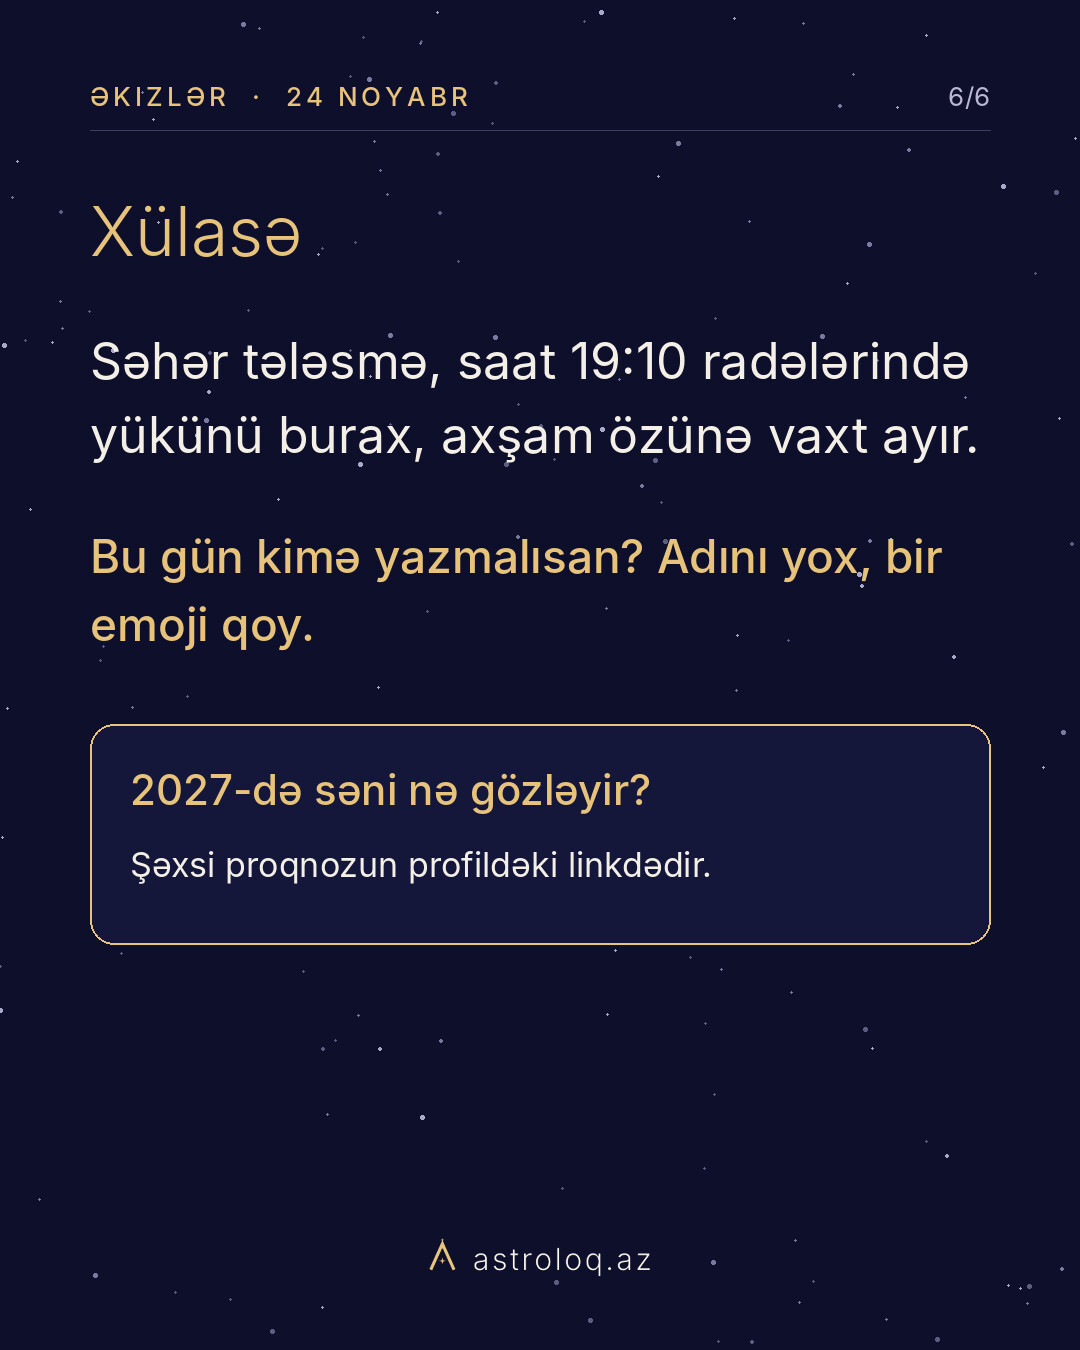 ƏKIZLƏR · 24 NOYABR
6/6
Xülasə
Səhər tələsmə, saat 19:10 radələrində
yükünü burax, axşam özünə vaxt ayır.
Bu gün kimə yazmalısan? Adını yox, bir
emoji qoy.
2027-də səni nə gözləyir?
Şəxsi proqnozun profildəki linkdədir.
astroloq.az